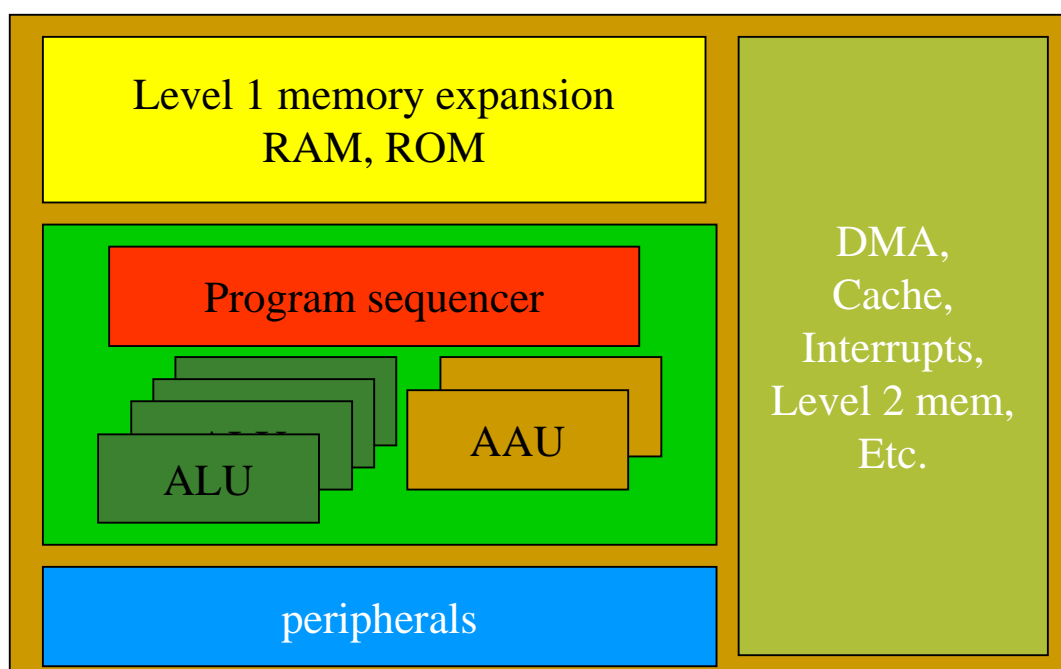 Level 1 memory expansion
RAM, ROM
Program sequencer
ALU
AAU
peripherals
DMA,
Cache,
Interrupts,
Level 2 mem,
Etc.